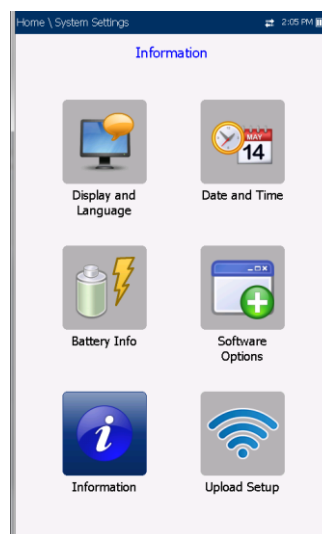 Home \ System Settings
2:05 PM
Information
MAY
14
Display and
Language
Date and Time
Battery Info
Software
Options
i
Information
Upload Setup